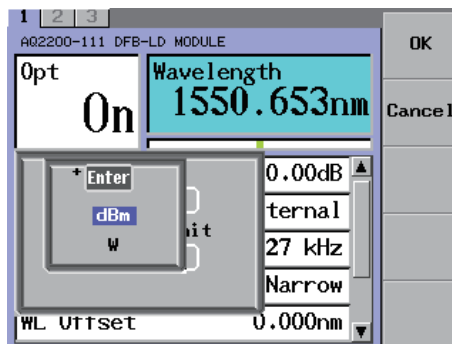 1 2 3
AQ2200-111 DFB-LD MODULE
OK
Opt
On
Wavelength
1550.653nm
Cancel
Enter
dBm
W
0.00dB
ternal
27 kHz
Narrow
WL Offset
0.000nm